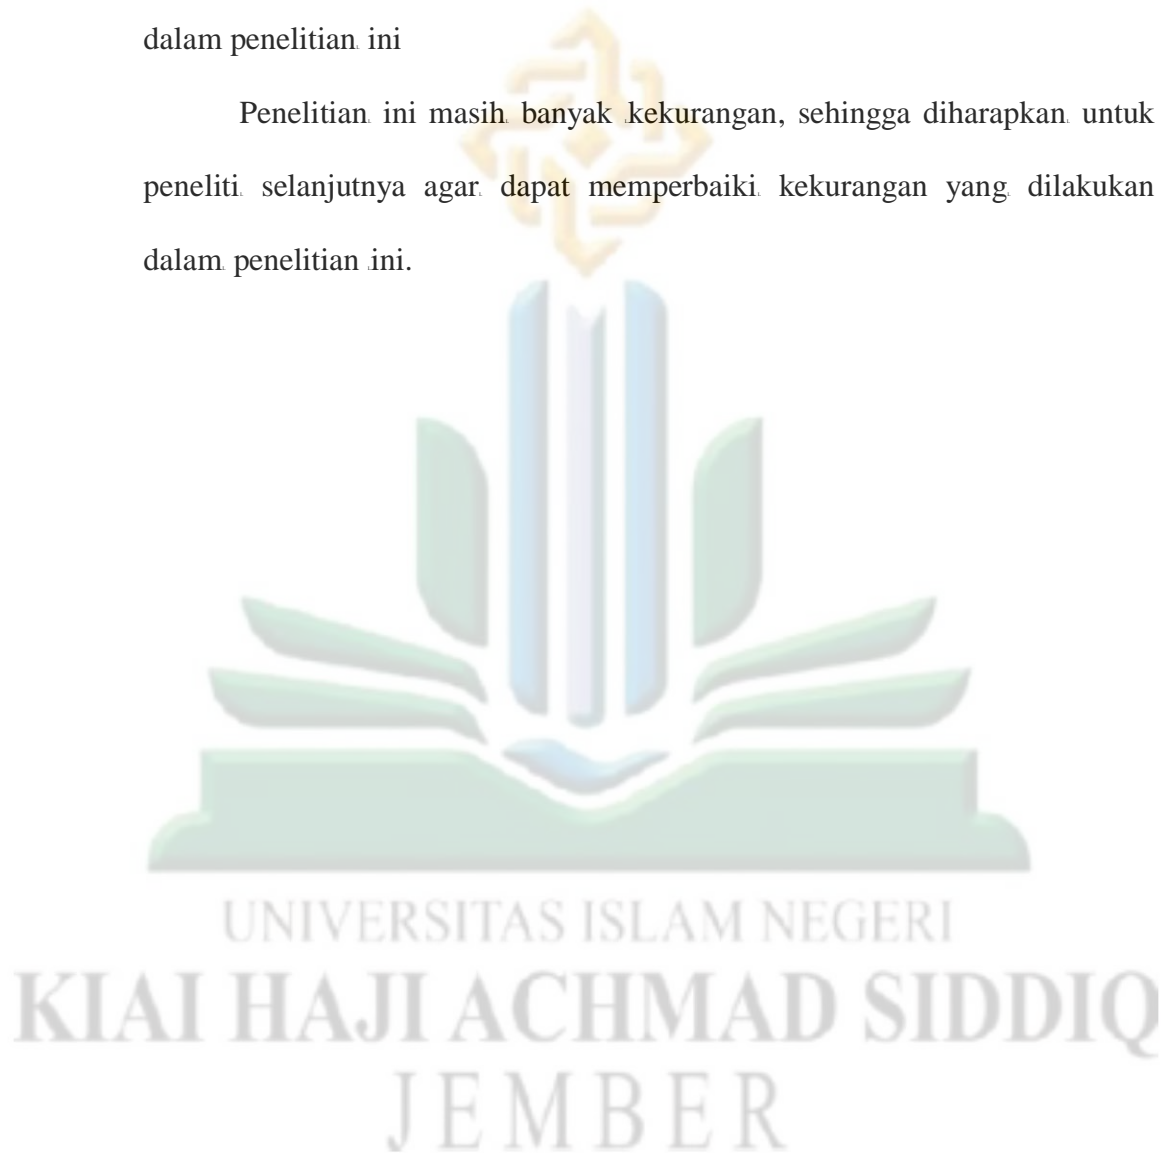 dalam penelitian ini
Penelitian ini masih banyak kekurangan, sehingga diharapkan untuk
peneliti selanjutnya agar dapat memperbaiki kekurangan yang dilakukan
dalam penelitian ini.
UNIVERSITAS ISLAM NEGERI
KIAI HAJI ACHMAD SIDDIQ
JEMBER